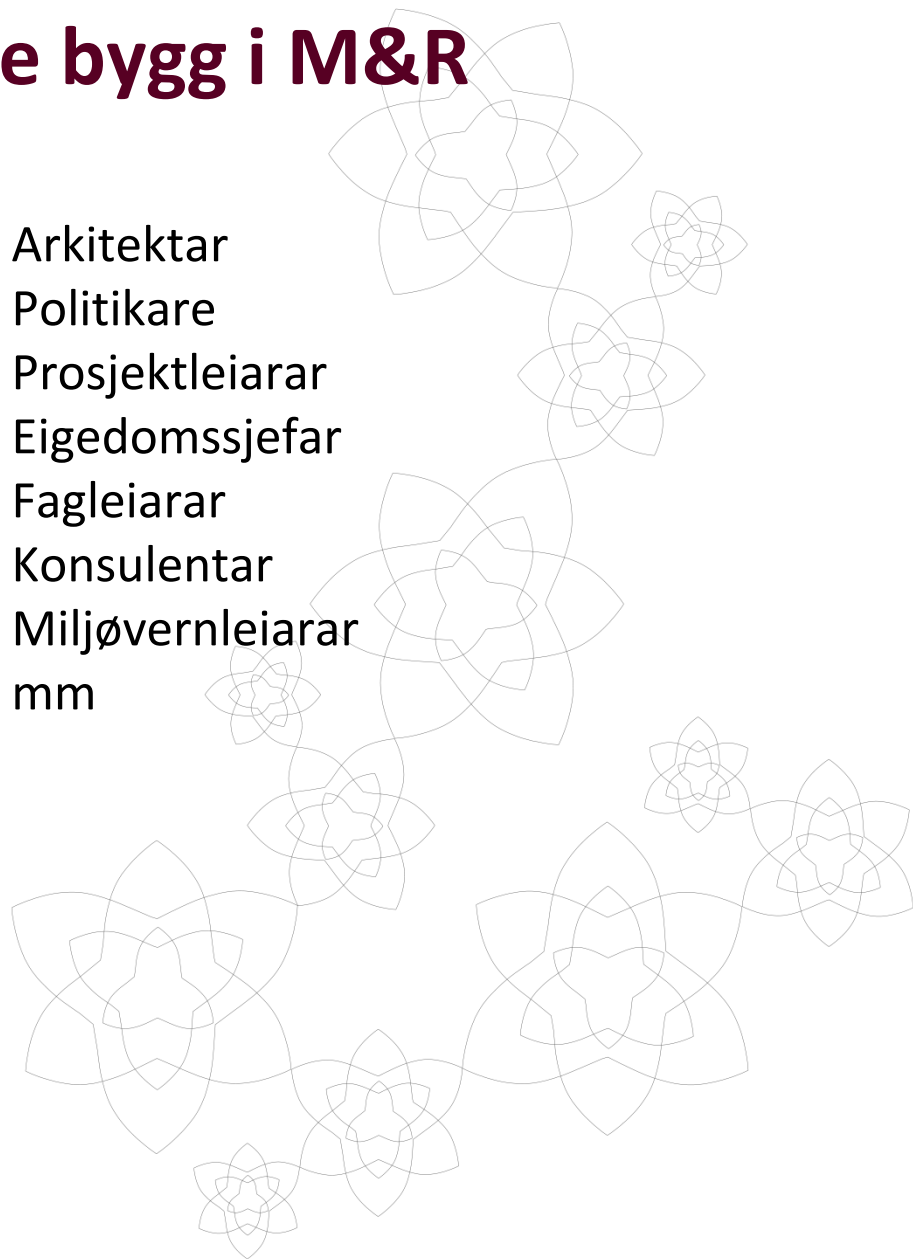 e bygg i M&R
Arkitektar
Politikare
Prosjektleiarar
Eigedomssjefar
Fagleiarar
Konsulentar
Miljøvernleiarar
mm